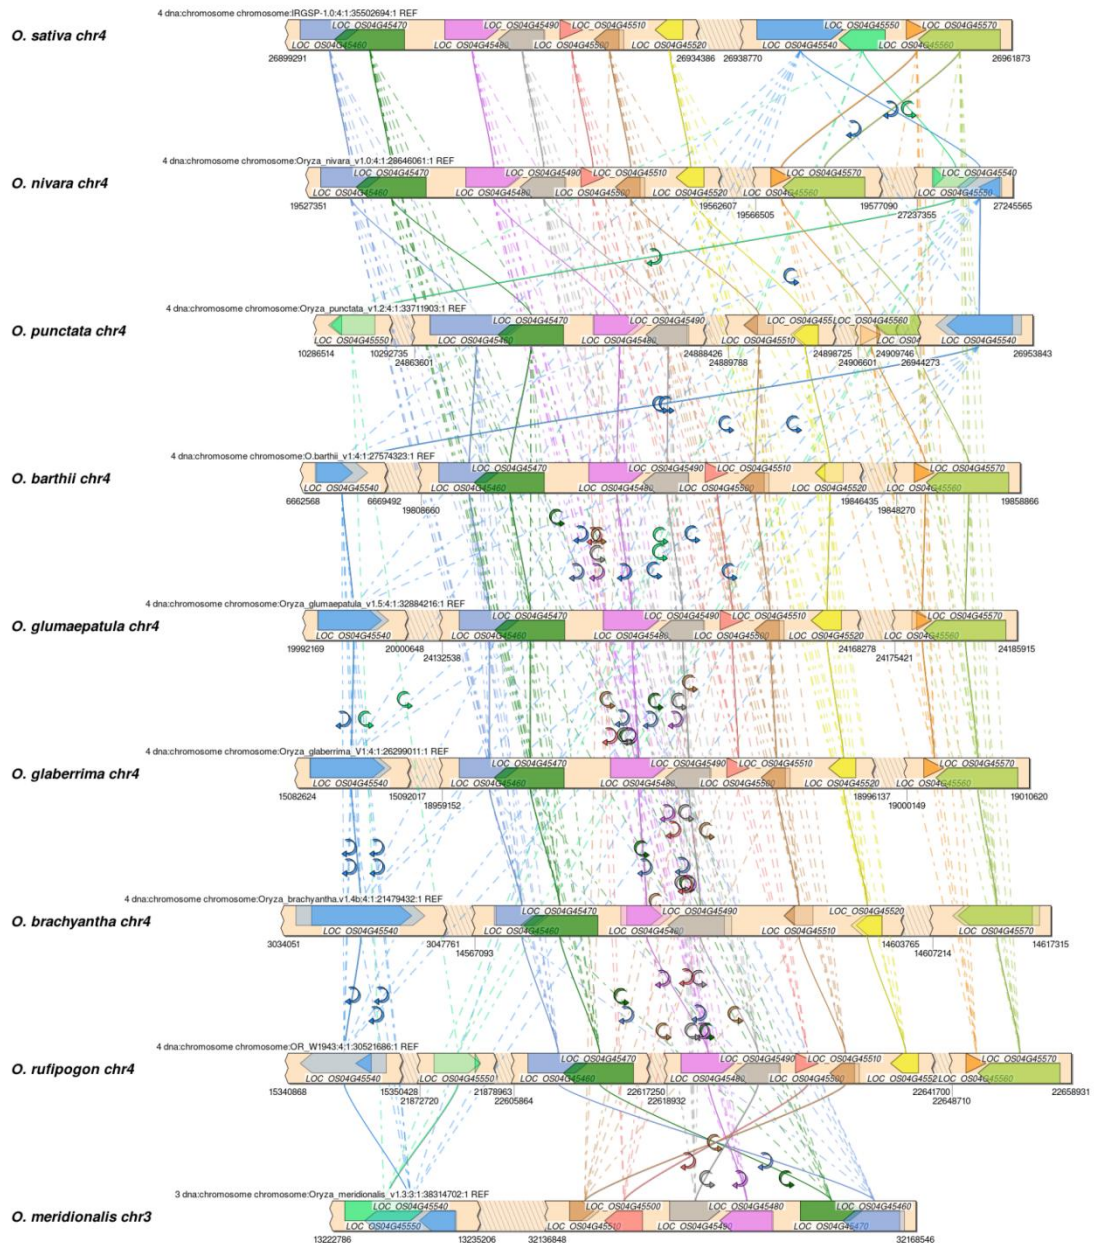 4 dna:chromosome chromosome:IRGSP-1.0:4:1:35502694:1 REF
O. sativa chr4
LOC_OS04G45470 LOC_OS04G45490 LOC_OS04G45510 LOC_OS04G45550 LOC_OS04G45570
LOC_OS04G45460 LOC_OS04G45480 LOC_OS04G45520 LOC_OS04G45540 LOC_OS04G45560
26899291 26934386 26938770 26961873
4 dna:chromosome chromosome:Oryza_nivara_v1.0:4:1:28646061:1 REF
O. nivara chr4
LOC_OS04G45470 LOC_OS04G45490 LOC_OS04G45510 LOC_OS04G45570 LOC_OS04G45540
LOC_OS04G45460 LOC_OS04G45480 LOC_OS04G45500 LOC_OS04G45520 LOC_OS04G45560 LOC_OS04G45550
19527351 19562607 19566505 19577090 27237355 27245565
4 dna:chromosome chromosome:Oryza_punctata_v1.2:4:1:33711903:1 REF
O. punctata chr4
LOC_OS04G45470 LOC_OS04G45490 LOC_OS04G455 LOC_OS04G45560
LOC_OS04G45550 LOC_OS04G45460 LOC_OS04G45480 LOC_OS04G45510 LOC_OS04 LOC_OS04G45540
10286514 10292735 24863601 24888426 24889788 24898725 24906601 24909746 26944273 26953843
4 dna:chromosome chromosome:O.barthii_v1:4:1:27574323:1 REF
O. barthii chr4
LOC_OS04G45470 LOC_OS04G45490 LOC_OS04G45510 LOC_OS04G45570
LOC_OS04G45540 LOC_OS04G45460 LOC_OS04G45480 LOC_OS04G45500 LOC_OS04G45520 LOC_OS04G45560
6662568 6669492 19808660 19846435 19848270 19858866
4 dna:chromosome chromosome:Oryza_glumaepatula_v1.5:4:1:32884216:1 REF
O. glumaepatula chr4
LOC_OS04G45470 LOC_OS04G45490 LOC_OS04G45510 LOC_OS04G45570
LOC_OS04G45540 LOC_OS04G45460 LOC_OS04G45480 LOC_OS04G45500 LOC_OS04G45520 LOC_OS04G45560
19992169 20000648 24132538 24168278 24175421 24185915
4 dna:chromosome chromosome:Oryza_glaberrima_V1:4:1:26299011:1 REF
O. glaberrima chr4
LOC_OS04G45470 LOC_OS04G45490 LOC_OS04G45510 LOC_OS04G45570
LOC_OS04G45540 LOC_OS04G45460 LOC_OS04G45480 LOC_OS04G45500 LOC_OS04G45520 LOC_OS04G45560
15082624 15092017 18959152 18996137 19000149 19010620
4 dna:chromosome chromosome:Oryza_brachyantha.v1.4b:4:1:21479432:1 REF
O. brachyantha chr4
LOC_OS04G45470 LOC_OS04G45490 LOC_OS04G45520
LOC_OS04G45540 LOC_OS04G45460 LOC_OS04G45480 LOC_OS04G45510 LOC_OS04G45570
3034051 3047761 14567093 14603765 14607214 14617315
4 dna:chromosome chromosome:OR_W1943:4:1:30521686:1 REF
O. rufipogon chr4
LOC_OS04G45470 LOC_OS04G45490 LOC_OS04G45510 LOC_OS04G45570
LOC_OS04G45540 LOC_OS04G45550 LOC_OS04G45460 LOC_OS04G45480 LOC_OS04G45500 LOC_OS04G4552 LOC_OS04G45560
15340868 15350428 21872720 21878963 22605864 22617250 22618932 22641700 22648710 22658931
3 dna:chromosome chromosome:Oryza_meridionalis_v1.3:3:1:38314702:1 REF
O. meridionalis chr3
LOC_OS04G45540 LOC_OS04G45500 LOC_OS04G45480 LOC_OS04G45460
LOC_OS04G45550 LOC_OS04G45510 LOC_OS04G45490 LOC_OS04G45470
13222786 13235206 32136848 32168546